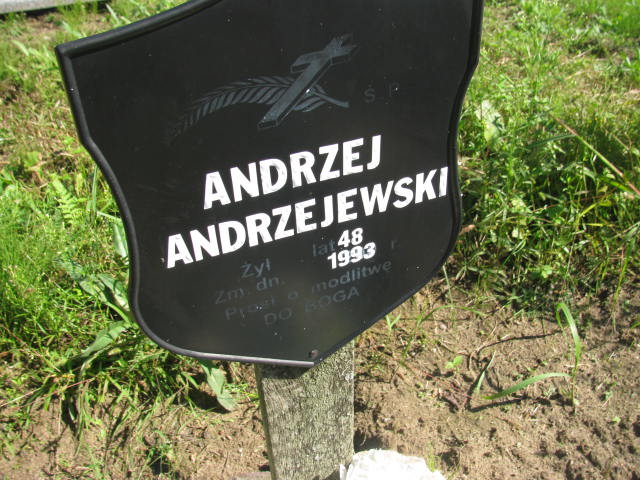 Ś P
ANDRZEJ
ANDRZEJEWSKI
Żył 48 lat
Zm. dn. 1993 r
Prosi o modlitwę
DO BOGA